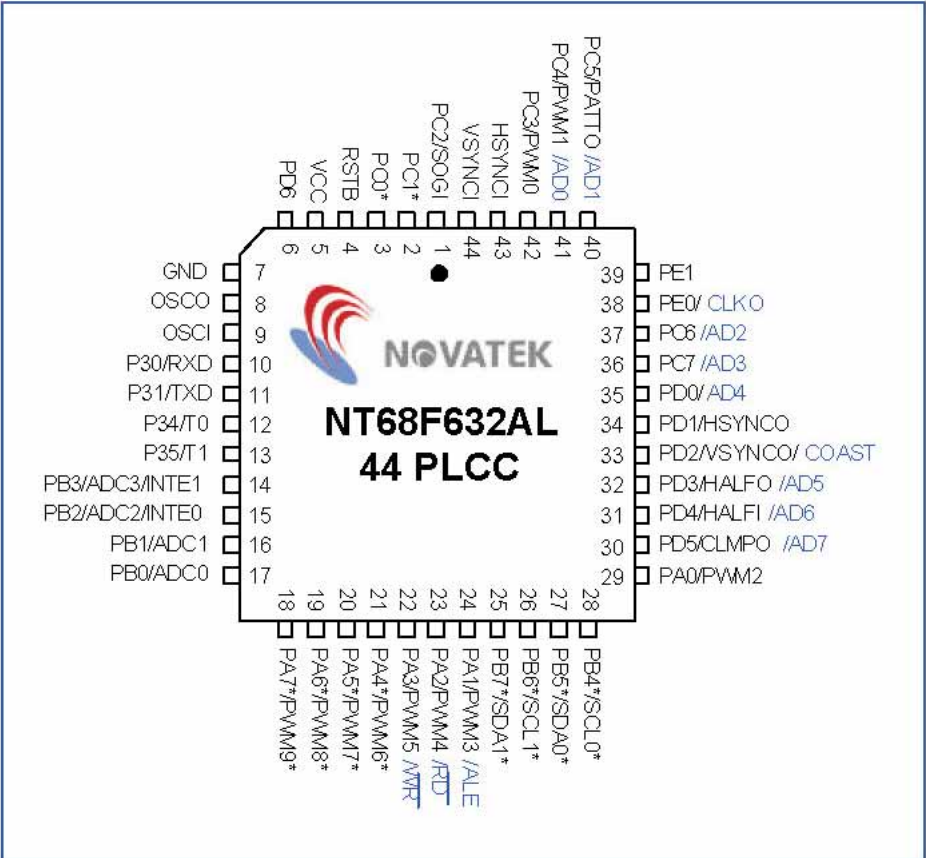 PD6
VCC
RSTB
PC0*
PC1*
PC2/SOGI
VSYNCI
HSYNCI
PC3/PWM0
PC4/PWM1 /AD0
PC5/PATTO /AD1
6
5
4
3
2
1
44
43
42
41
40
GND 7
OSCO 8
OSCI 9
P30/RXD 10
P31/TXD 11
P34/T0 12
P35/T1 13
PB3/ADC3/INTE1 14
PB2/ADC2/INTE0 15
PB1/ADC1 16
PB0/ADC0 17
NOVATEK
NT68F632AL
44 PLCC
39 PE1
38 PE0/ CLKO
37 PC6 /AD2
36 PC7 /AD3
35 PD0/ AD4
34 PD1/HSYNCO
33 PD2/VSYNCO/ COAST
32 PD3/HALFO /AD5
31 PD4/HALFI /AD6
30 PD5/CLMPO /AD7
29 PA0/PWM2
18
19
20
21
22
23
24
25
26
27
28
PA7*/PWM9*
PA6*/PWM8*
PA5*/PWM7*
PA4*/PWM6*
PA3/PWM5 /WR
PA2/PWM4 /RD
PA1/PWM3 /ALE
PB7*/SDA1*
PB6*/SCL1*
PB5*/SDA0*
PB4*/SCL0*